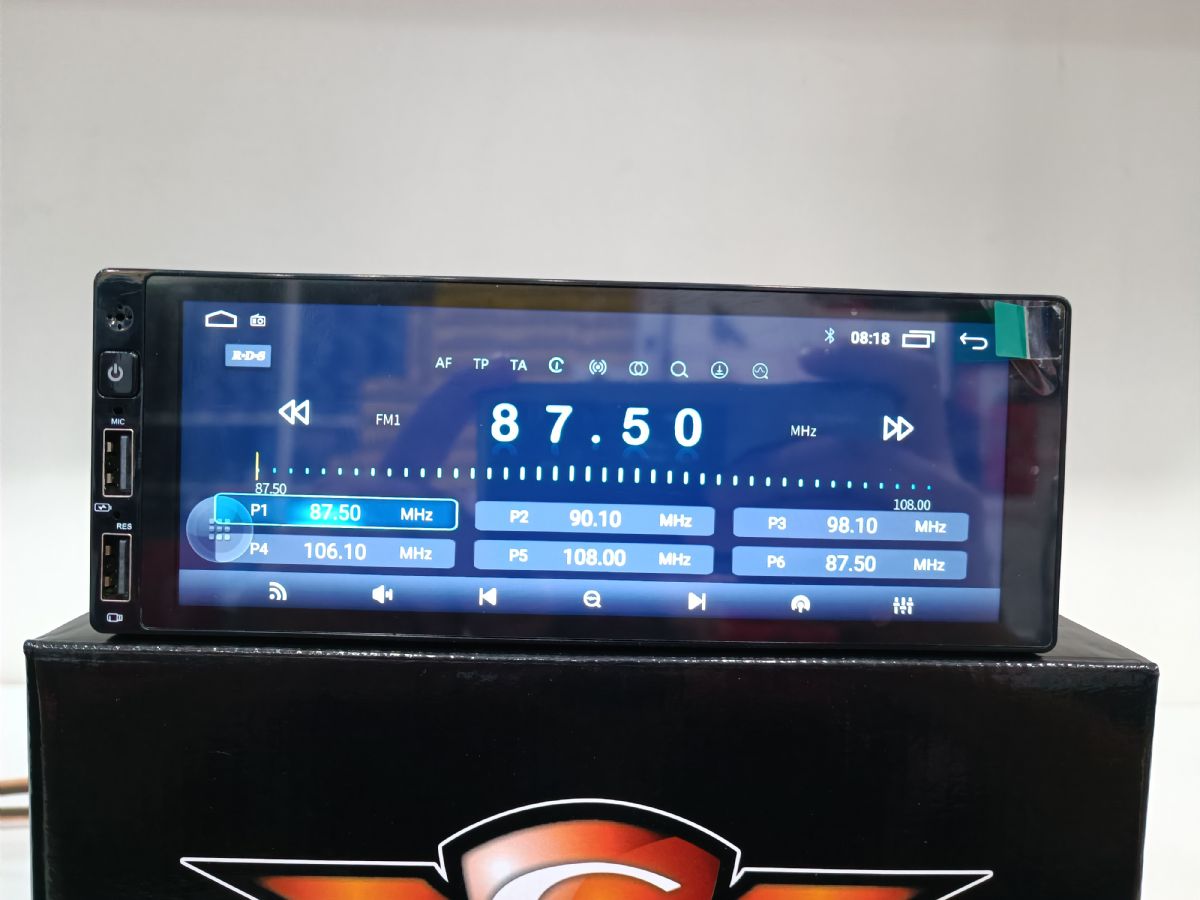 08:18
R·D·S
AF TP TA
FM1 87.50 MHz
87.50 108.00
P1 87.50 MHz P2 90.10 MHz P3 98.10 MHz
P4 106.10 MHz P5 108.00 MHz P6 87.50 MHz
MIC
RES